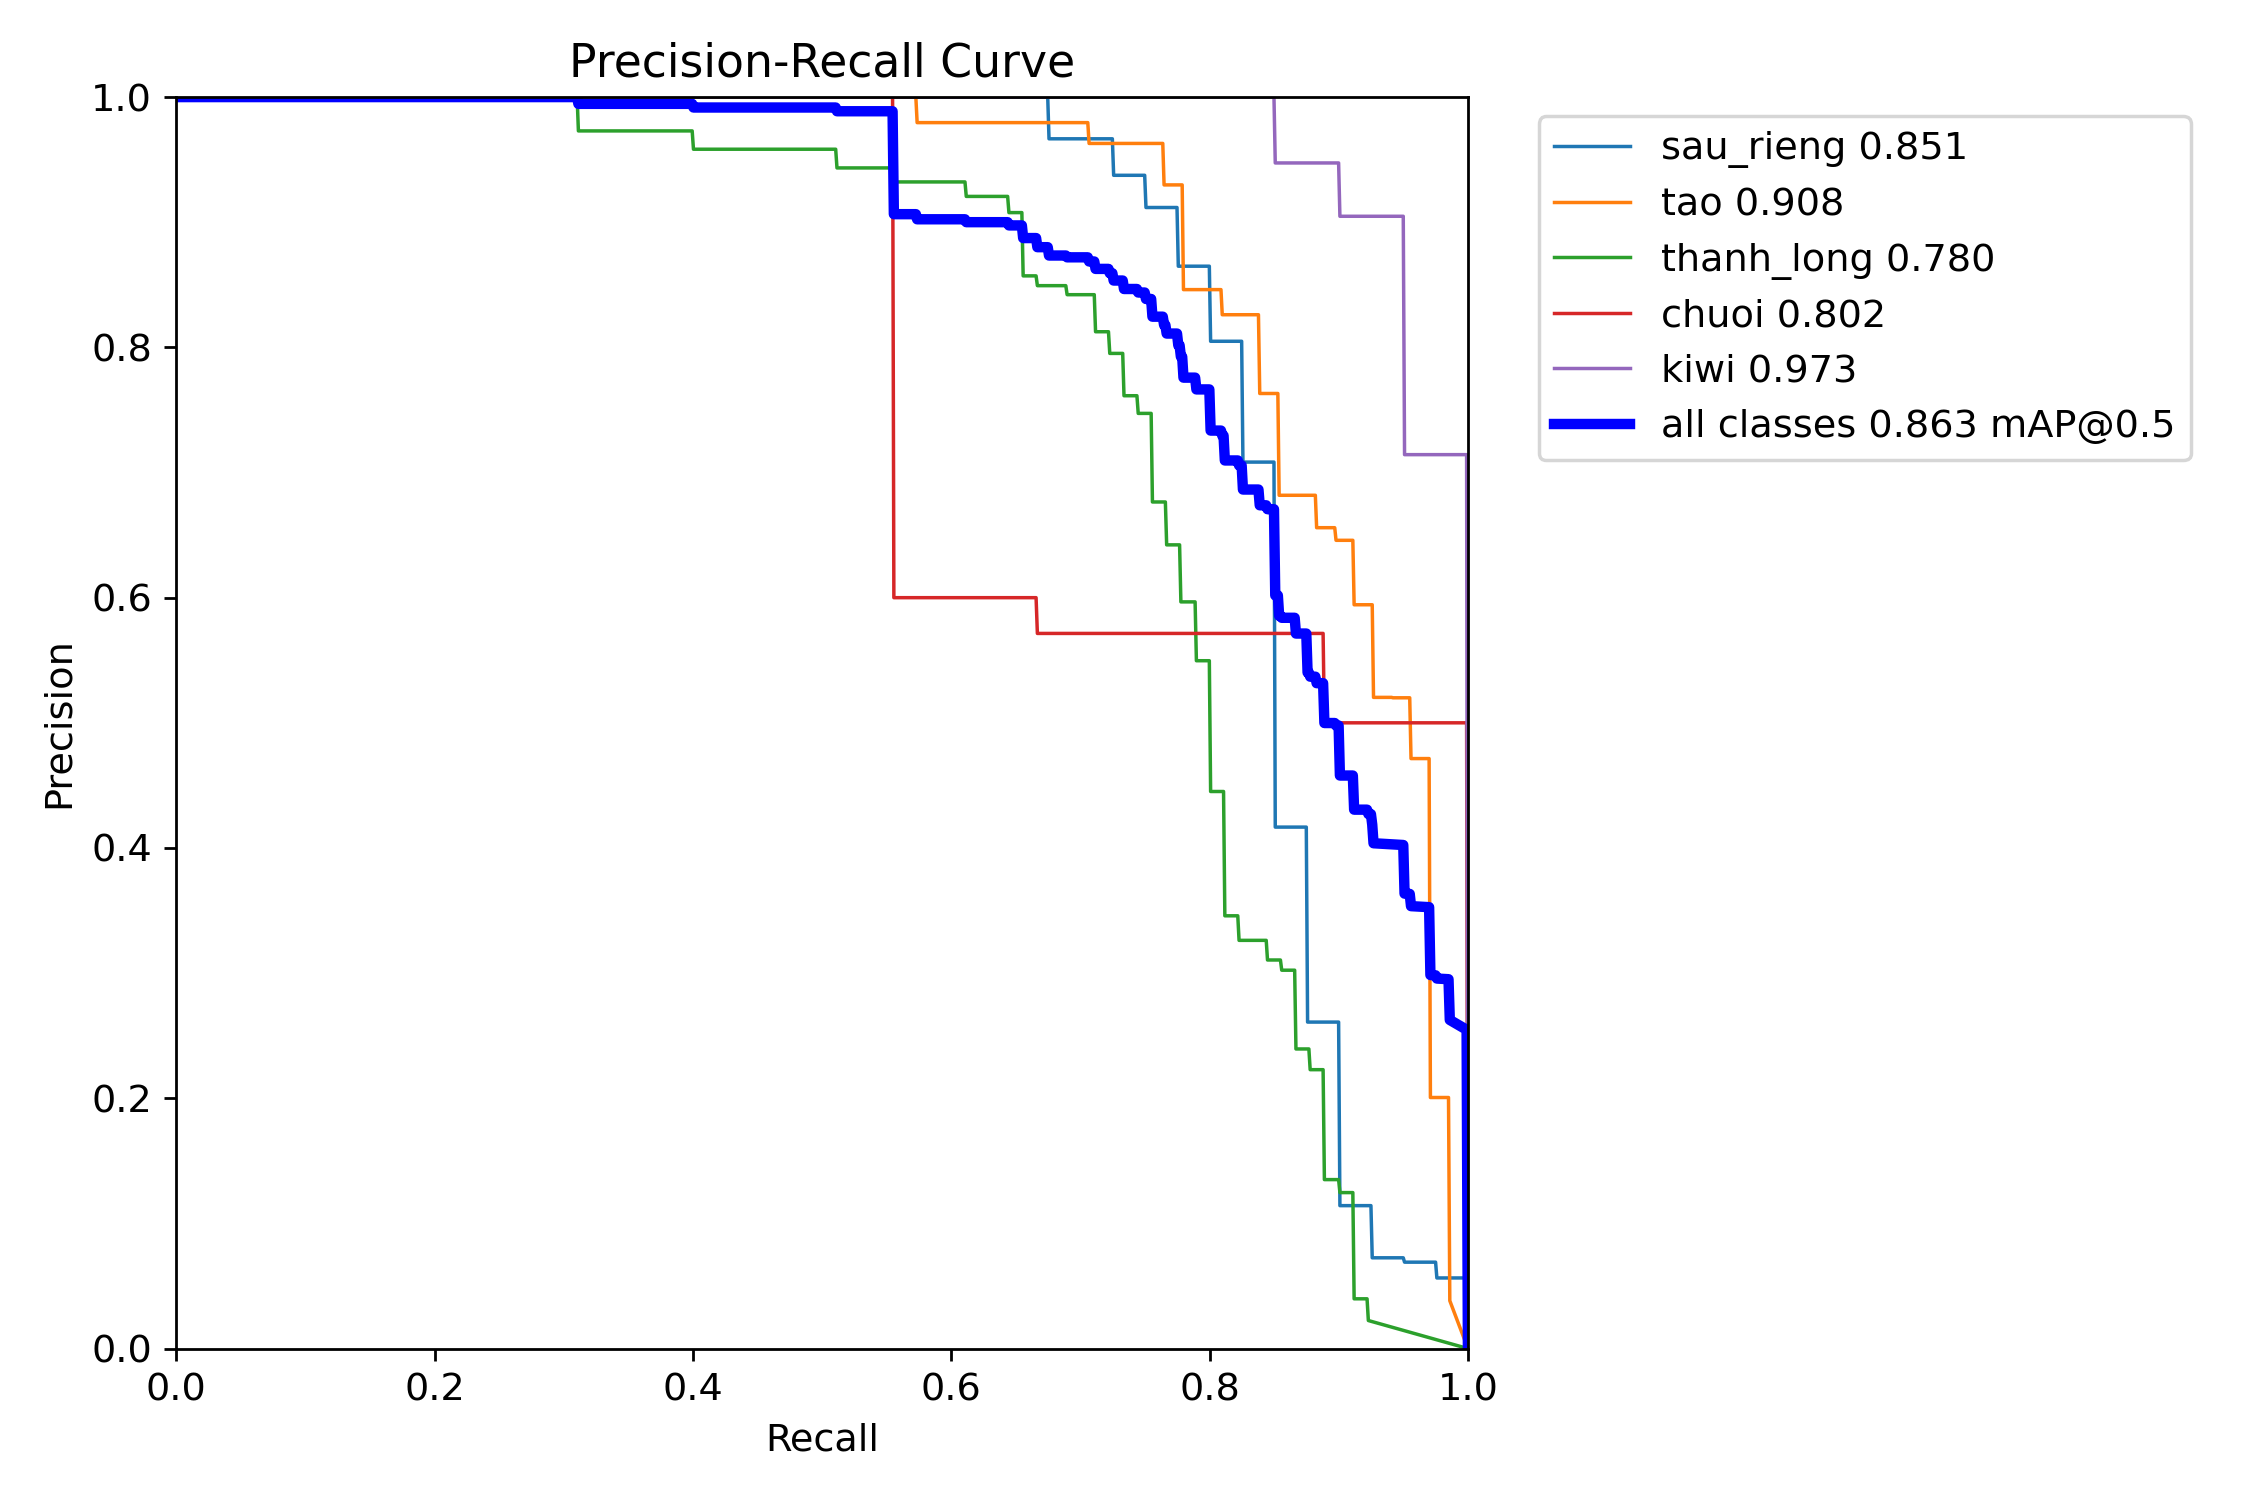 Precision-Recall Curve
1.0
0.8
0.6
0.4
0.2
0.0
Precision
0.0 0.2 0.4 0.6 0.8 1.0
Recall
sau_rieng 0.851
tao 0.908
thanh_long 0.780
chuoi 0.802
kiwi 0.973
all classes 0.863 mAP@0.5